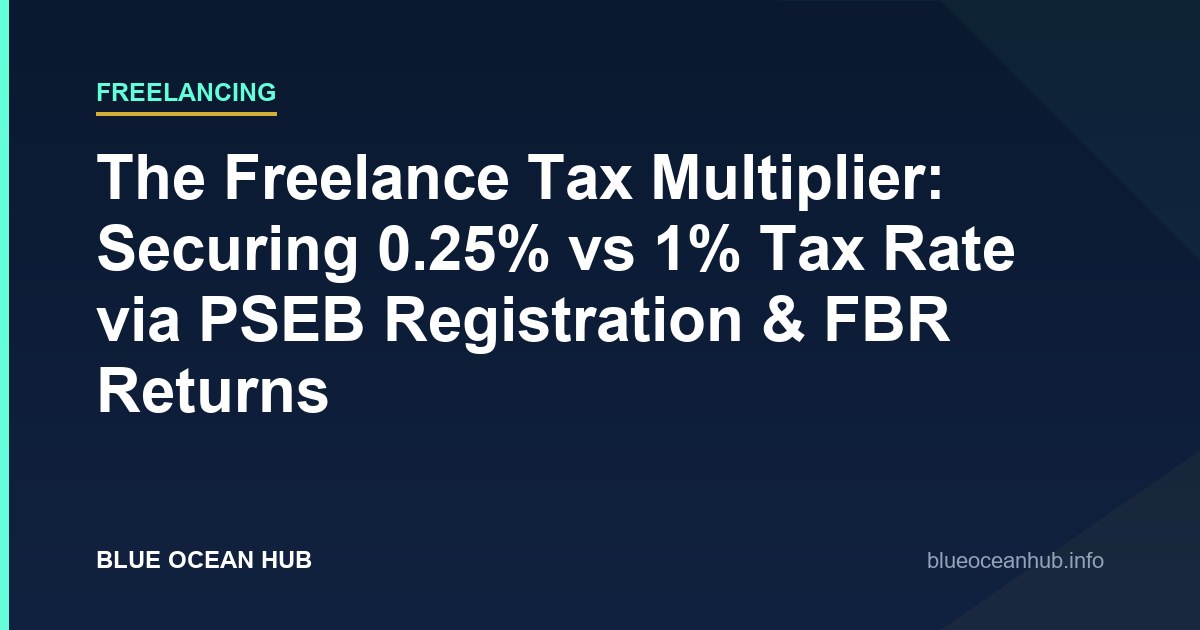 FREELANCING
The Freelance Tax Multiplier:
Securing 0.25% vs 1% Tax Rate
via PSEB Registration & FBR
Returns
BLUE OCEAN HUB
blueoceanhub.info